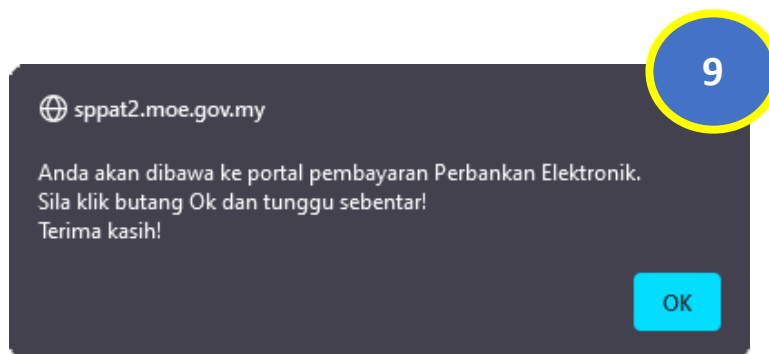 9
sppat2.moe.gov.my
Anda akan dibawa ke portal pembayaran Perbankan Elektronik.
Sila klik butang Ok dan tunggu sebentar!
Terima kasih!
OK